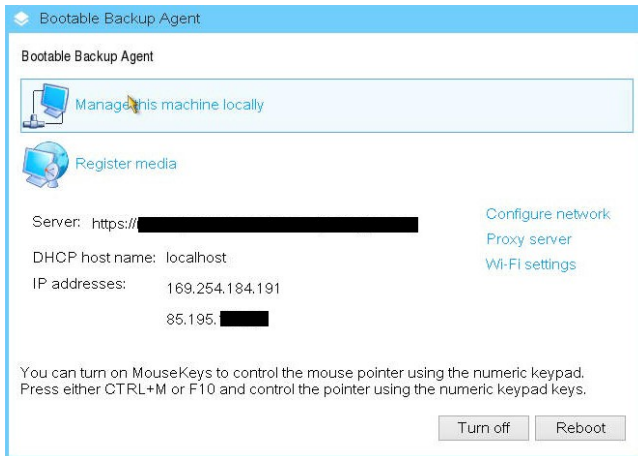 Bootable Backup Agent
Bootable Backup Agent
Manage this machine locally
Register media
Server: https://
Configure network
Proxy server
DHCP host name: localhost
Wi-Fi settings
IP addresses: 169.254.184.191
85.195.
You can turn on MouseKeys to control the mouse pointer using the numeric keypad.
Press either CTRL+M or F10 and control the pointer using the numeric keypad keys.
Turn off Reboot